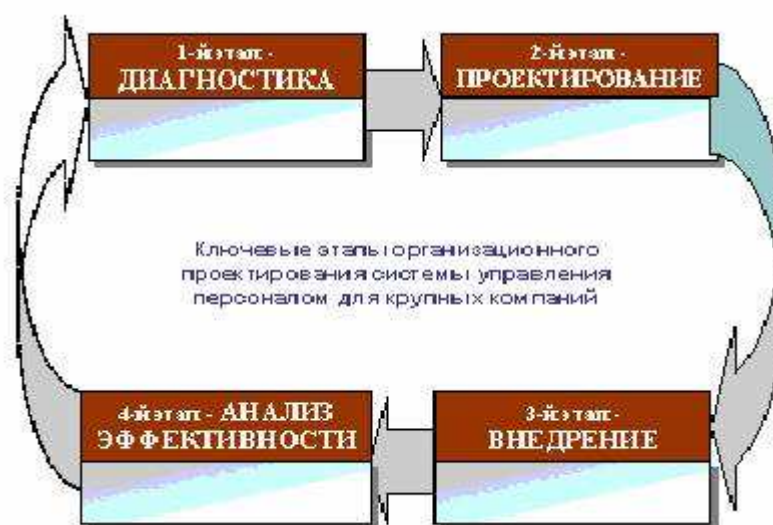 1-й этап -
ДИАГНОСТИКА
2-й этап -
ПРОЕКТИРОВАНИЕ
Ключевые этапы организационного
проектирования системы управления
персоналом для крупных компаний
4-й этап - АНАЛИЗ
ЭФФЕКТИВНОСТИ
3-й этап -
ВНЕДРЕНИЕ